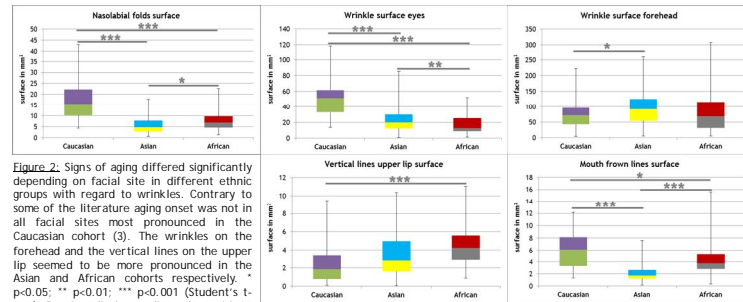 Nasolabial folds surface
***
***
*
surface in mm²
50
45
40
35
30
25
20
15
10
5
0
Caucasian
Asian
African
Wrinkle surface eyes
***
***
**
surface in mm²
140
120
100
80
60
40
20
0
Caucasian
Asian
African
Wrinkle surface forehead
*
surface in mm²
350
300
250
200
150
100
50
0
Caucasian
Asian
African
Figure 2: Signs of aging differed significantly
depending on facial site in different ethnic
groups with regard to wrinkles. Contrary to
some of the literature aging onset was not in
all facial sites most pronounced in the
Caucasian cohort (3). The wrinkles on the
forehead and the vertical lines on the upper
lip seemed to be more pronounced in the
Asian and African cohorts respectively. *
p<0.05; ** p<0.01; *** p<0.001 (Student's t-
Vertical lines upper lip surface
***
surface in mm²
12
10
8
6
4
2
0
Caucasian
Asian
African
Mouth frown lines surface
*
***
***
surface in mm²
18
16
14
12
10
8
6
4
2
0
Caucasian
Asian
African